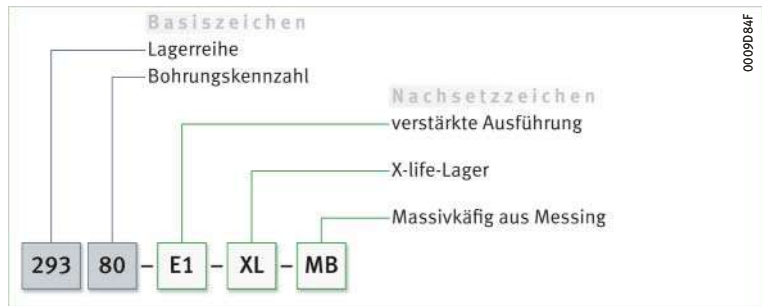 Basiszeichen
Lagerreihe
Bohrungskennzahl
Nachsetzzeichen
verstärkte Ausführung
X-life-Lager
Massivkäfig aus Messing
293 80 – E1 – XL – MB
0009D84F